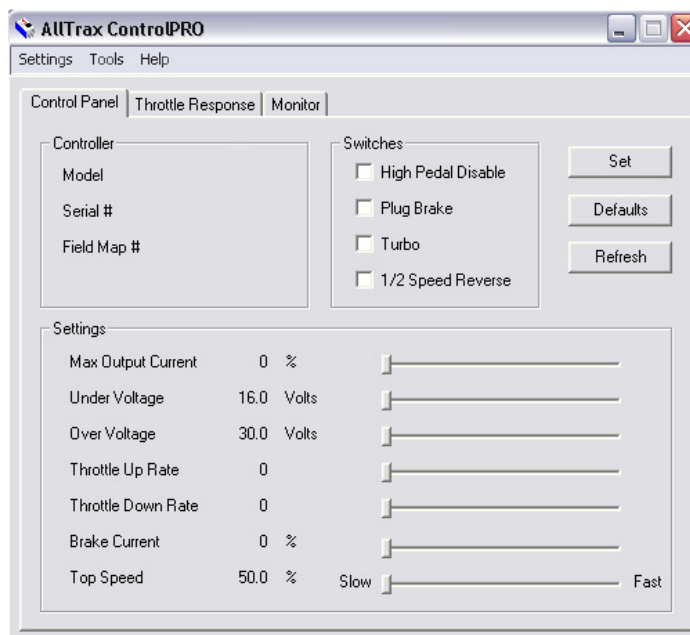 AllTrax ControlPRO
Settings Tools Help
Control Panel Throttle Response Monitor
Controller
Model
Serial #
Field Map #
Switches
High Pedal Disable
Plug Brake
Turbo
1/2 Speed Reverse
Set
Defaults
Refresh
Settings
Max Output Current 0 %
Under Voltage 16.0 Volts
Over Voltage 30.0 Volts
Throttle Up Rate 0
Throttle Down Rate 0
Brake Current 0 %
Top Speed 50.0 % Slow Fast